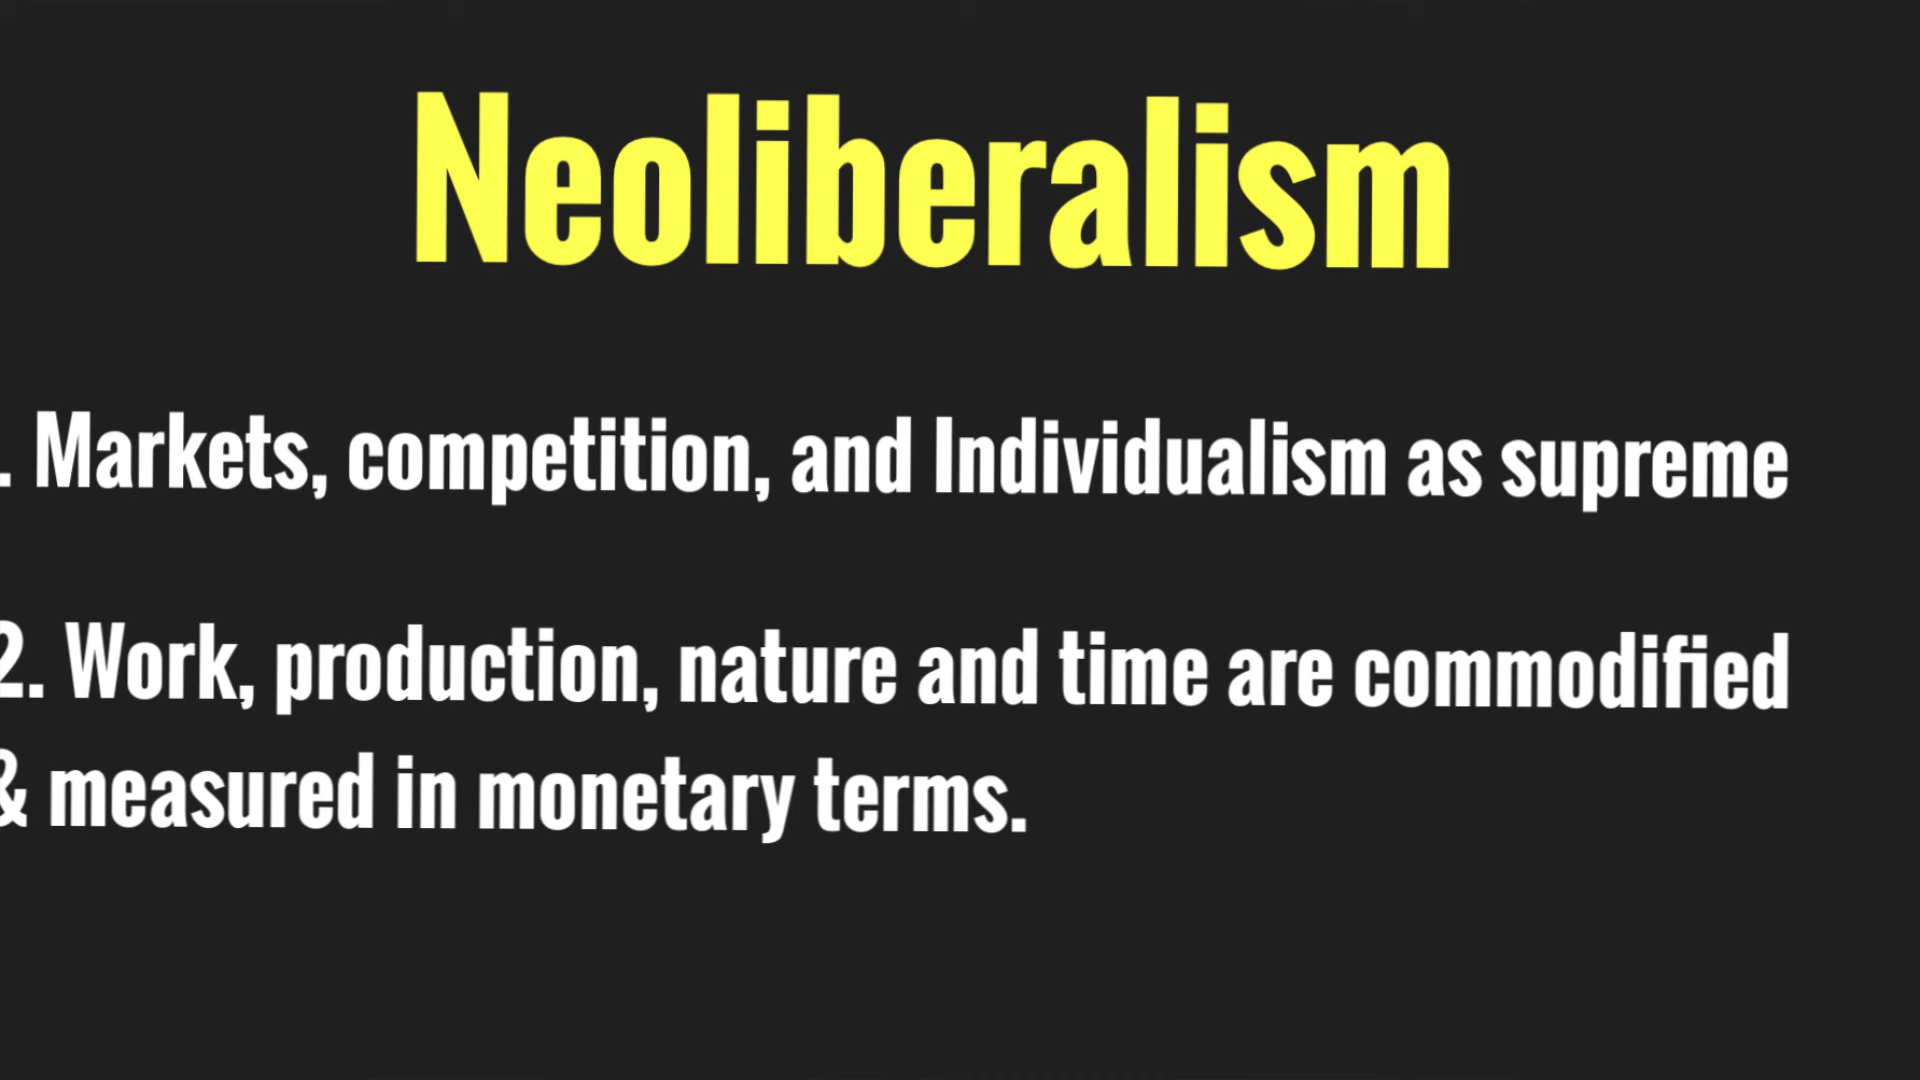 Neoliberalism
. Markets, competition, and Individualism as supreme
2. Work, production, nature and time are commodified
& measured in monetary terms.